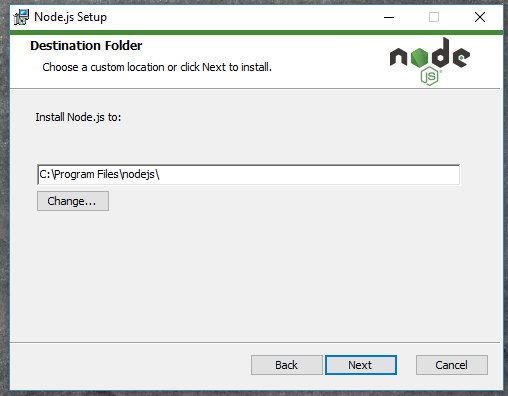 Node.js Setup
Destination Folder
Choose a custom location or click Next to install.
node
JS
Install Node.js to:
C:\Program Files\nodejs\
Change...
Back
Next
Cancel